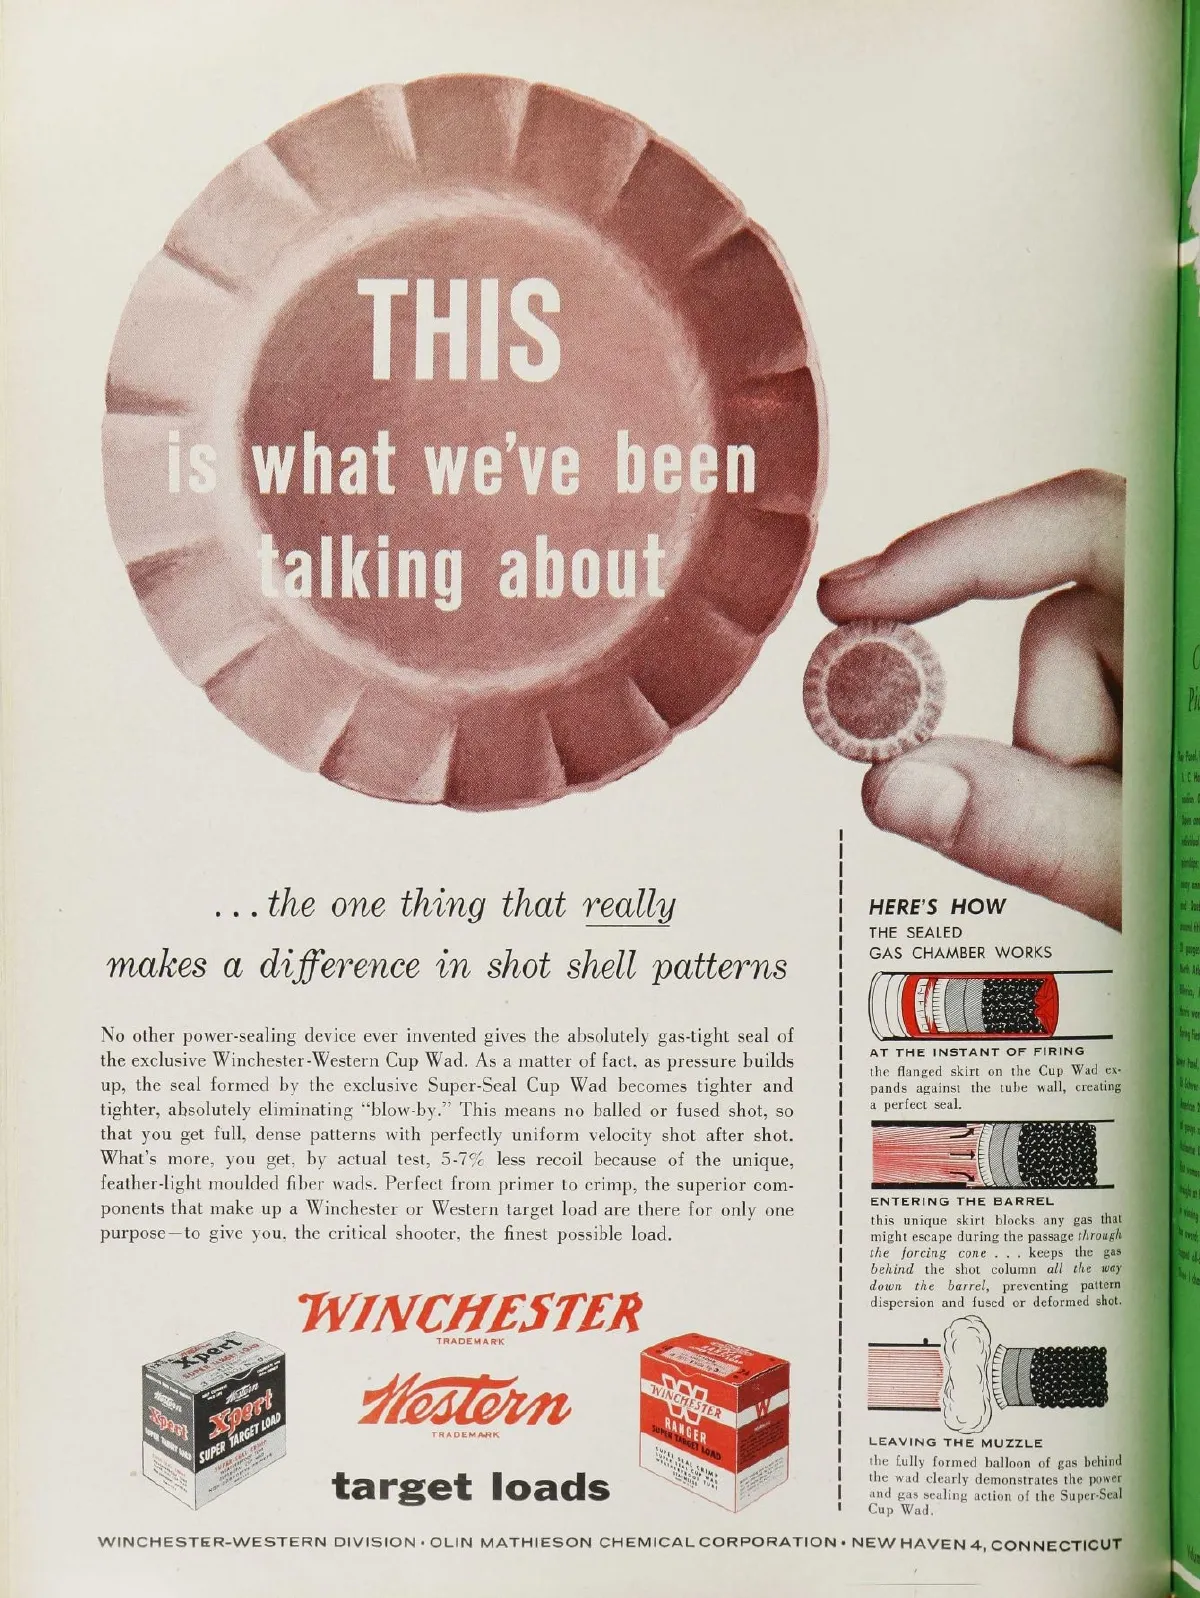 THIS
is what we've been
talking about
...the one thing that really
makes a difference in shot shell patterns
No other power-sealing device ever invented gives the absolutely gas-tight seal of
the exclusive Winchester-Western Cup Wad. As a matter of fact, as pressure builds
up, the seal formed by the exclusive Super-Seal Cup Wad becomes tighter and
tighter, absolutely eliminating “blow-by.” This means no balled or fused shot, so
that you get full, dense patterns with perfectly uniform velocity shot after shot.
What's more, you get, by actual test, 5-7% less recoil because of the unique,
feather-light moulded fiber wads. Perfect from primer to crimp, the superior com-
ponents that make up a Winchester or Western target load are there for only one
purpose—to give you, the critical shooter, the finest possible load.
WINCHESTER
TRADEMARK
Western
TRADEMARK
target loads
Xpert
SUPER TARGET LOAD
Western
Xpert
SUPER TARGET LOAD
Western
Xpert
SUPER TARGET LOAD
WINCHESTER
W
RANGER
SUPER TARGET LOAD
SUPER SEAL CRIMP
W
HERE'S HOW
THE SEALED
GAS CHAMBER WORKS
AT THE INSTANT OF FIRING
the flanged skirt on the Cup Wad ex-
pands against the tube wall, creating
a perfect seal.
ENTERING THE BARREL
this unique skirt blocks any gas that
might escape during the passage through
the forcing cone . . . keeps the gas
behind the shot column all the way
down the barrel, preventing pattern
dispersion and fused or deformed shot.
LEAVING THE MUZZLE
the fully formed balloon of gas behind
the wad clearly demonstrates the power
and gas sealing action of the Super-Seal
Cup Wad.
WINCHESTER-WESTERN DIVISION • OLIN MATHIESON CHEMICAL CORPORATION • NEW HAVEN 4, CONNECTICUT